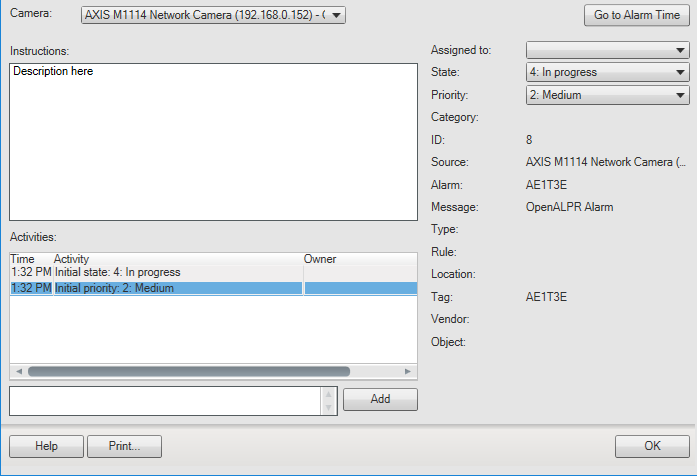 Camera: AXIS M1114 Network Camera (192.168.0.152) - C Go to Alarm Time
Instructions:
Description here
Assigned to:
State: 4: In progress
Priority: 2: Medium
Category:
ID: 8
Source: AXIS M1114 Network Camera (...
Alarm: AE1T3E
Message: OpenALPR Alarm
Type:
Rule:
Location:
Tag: AE1T3E
Vendor:
Object:
Activities:
Time Activity Owner
1:32 PM Initial state: 4: In progress
1:32 PM Initial priority: 2: Medium
Add
Help Print... OK